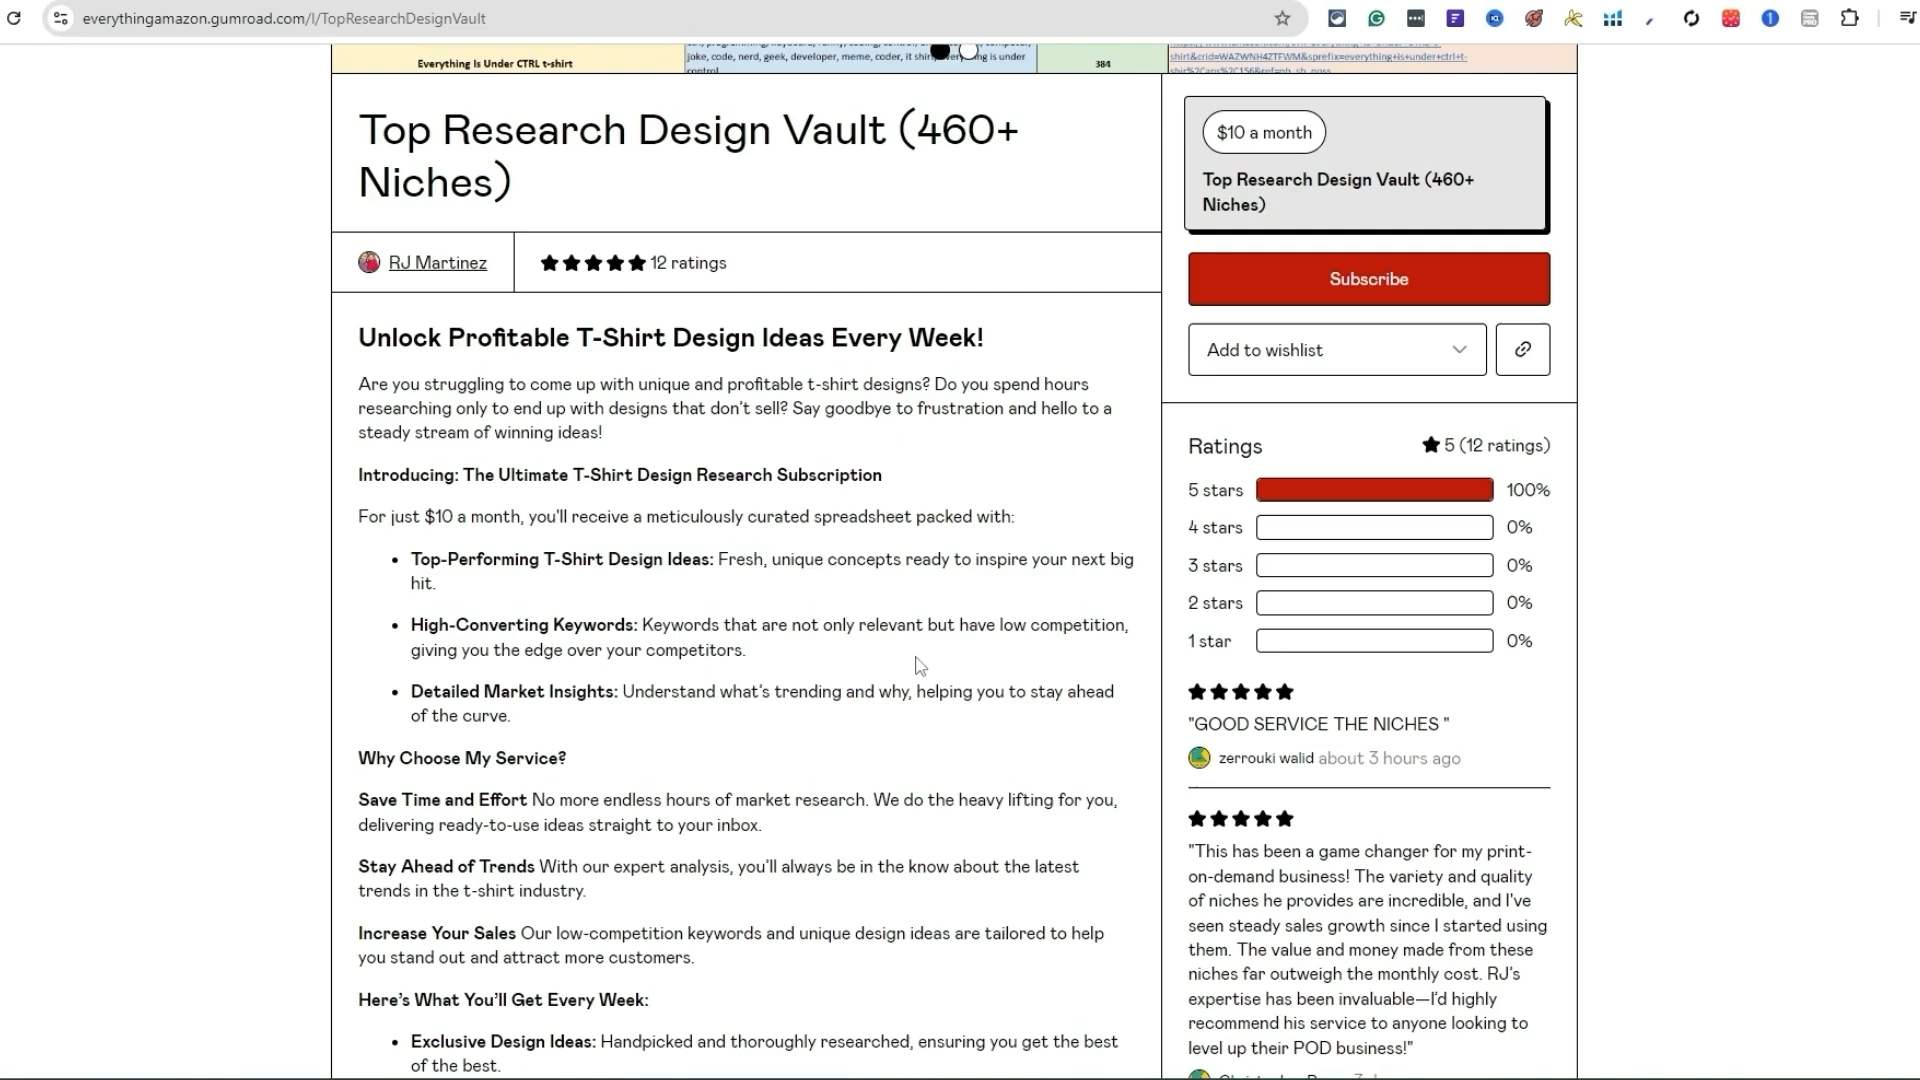 everythingamazon.gumroad.com/l/TopResearchDesignVault
Everything Is Under CTRL t-shirt
joke, code, nerd, geek, developer, meme, coder, it shirt, everything is under
control
384
shirt&crid=WAZWNH4ZTFWM&sprefix=everything+is+under+ctrl+t-
Top Research Design Vault (460+
Niches)
RJ Martinez
12 ratings
Unlock Profitable T-Shirt Design Ideas Every Week!
Are you struggling to come up with unique and profitable t-shirt designs? Do you spend hours
researching only to end up with designs that don't sell? Say goodbye to frustration and hello to a
steady stream of winning ideas!
Introducing: The Ultimate T-Shirt Design Research Subscription
For just $10 a month, you'll receive a meticulously curated spreadsheet packed with:
• Top-Performing T-Shirt Design Ideas: Fresh, unique concepts ready to inspire your next big
hit.
• High-Converting Keywords: Keywords that are not only relevant but have low competition,
giving you the edge over your competitors.
• Detailed Market Insights: Understand what's trending and why, helping you to stay ahead
of the curve.
Why Choose My Service?
Save Time and Effort No more endless hours of market research. We do the heavy lifting for you,
delivering ready-to-use ideas straight to your inbox.
Stay Ahead of Trends With our expert analysis, you'll always be in the know about the latest
trends in the t-shirt industry.
Increase Your Sales Our low-competition keywords and unique design ideas are tailored to help
you stand out and attract more customers.
Here's What You'll Get Every Week:
• Exclusive Design Ideas: Handpicked and thoroughly researched, ensuring you get the best
of the best.
$10 a month
Top Research Design Vault (460+
Niches)
Subscribe
Add to wishlist
Ratings
5 (12 ratings)
5 stars 100%
4 stars 0%
3 stars 0%
2 stars 0%
1 star 0%
"GOOD SERVICE THE NICHES "
zerrouki walid about 3 hours ago
"This has been a game changer for my print-
on-demand business! The variety and quality
of niches he provides are incredible, and I've
seen steady sales growth since I started using
them. The value and money made from these
niches far outweigh the monthly cost. RJ's
expertise has been invaluable—I'd highly
recommend his service to anyone looking to
level up their POD business!"